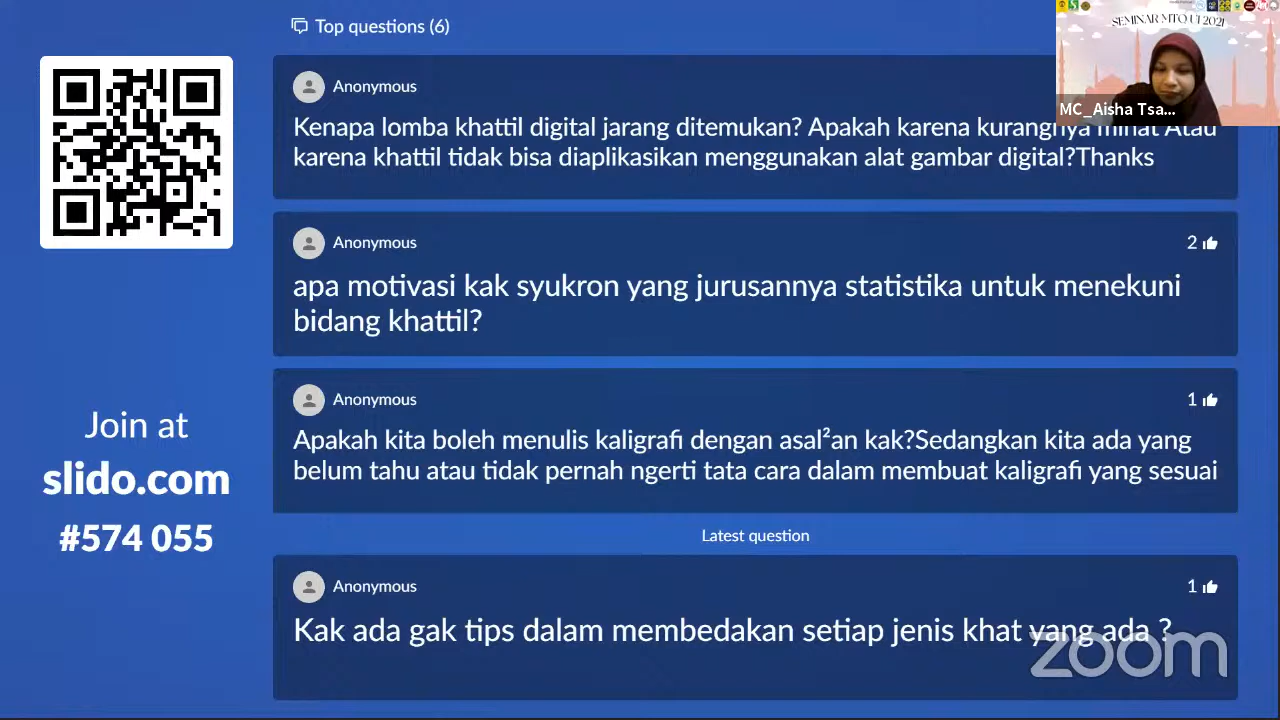 Top questions (6)
SEMINAR MTQ UI 2021
MC_Aisha Tsa...
Anonymous
Kenapa lomba khattil digital jarang ditemukan? Apakah karena kurangnya minat Atau
karena khattil tidak bisa diaplikasikan menggunakan alat gambar digital?Thanks
Anonymous
2
apa motivasi kak syukron yang jurusannya statistika untuk menekuni
bidang khattil?
Anonymous
1
Apakah kita boleh menulis kaligrafi dengan asal²an kak?Sedangkan kita ada yang
belum tahu atau tidak pernah ngerti tata cara dalam membuat kaligrafi yang sesuai
Join at
slido.com
#574 055
Latest question
Anonymous
1
Kak ada gak tips dalam membedakan setiap jenis khat yang ada ?
zoom